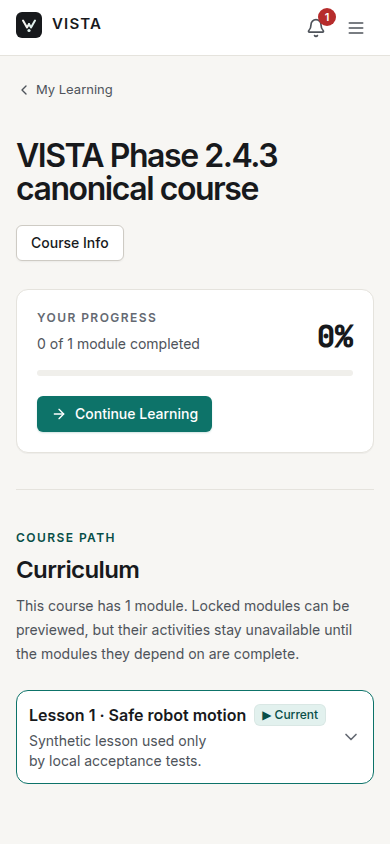 VISTA
1
My Learning
VISTA Phase 2.4.3
canonical course
Course Info
YOUR PROGRESS
0 of 1 module completed
0%
Continue Learning
COURSE PATH
Curriculum
This course has 1 module. Locked modules can be
previewed, but their activities stay unavailable until
the modules they depend on are complete.
Lesson 1 · Safe robot motion ▶ Current
Synthetic lesson used only
by local acceptance tests.